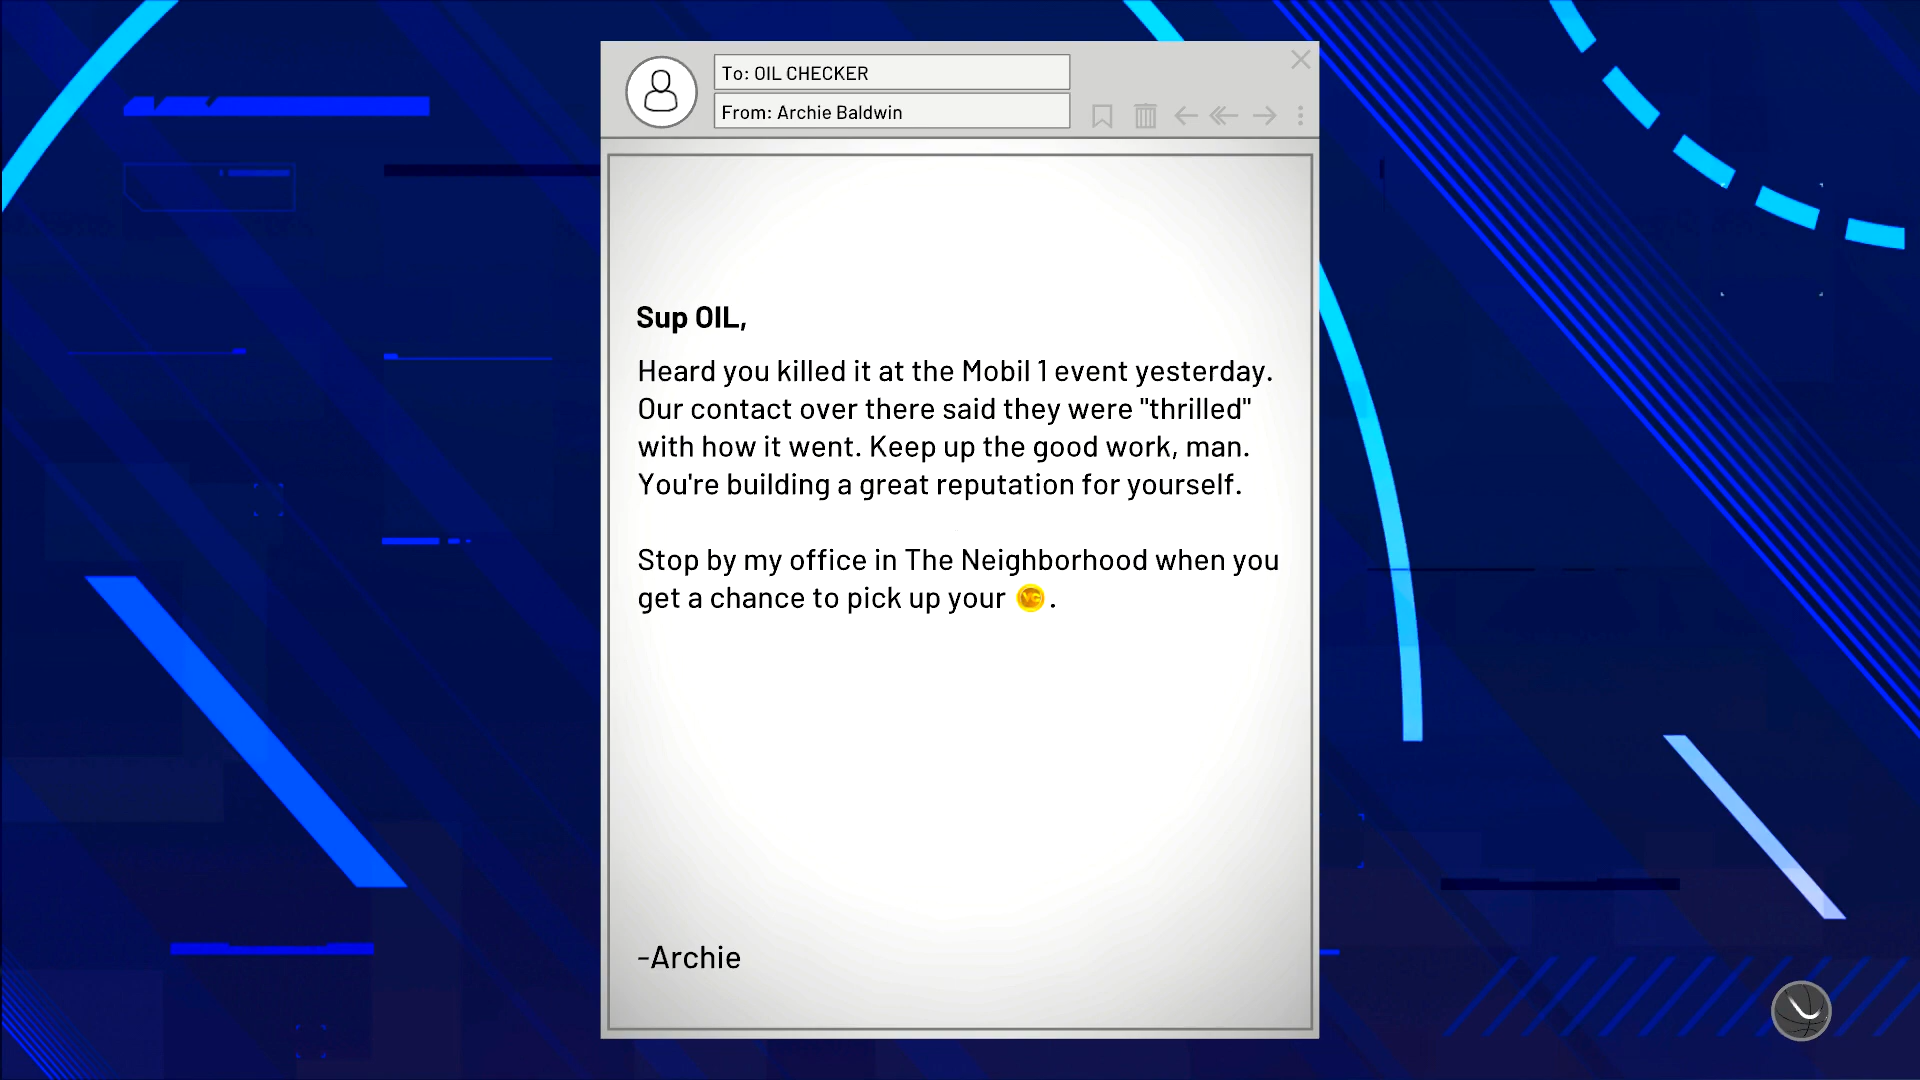 To: OIL CHECKER
From: Archie Baldwin
Sup OIL,
Heard you killed it at the Mobil 1 event yesterday.
Our contact over there said they were "thrilled"
with how it went. Keep up the good work, man.
You're building a great reputation for yourself.
Stop by my office in The Neighborhood when you
get a chance to pick up your VC .
-Archie